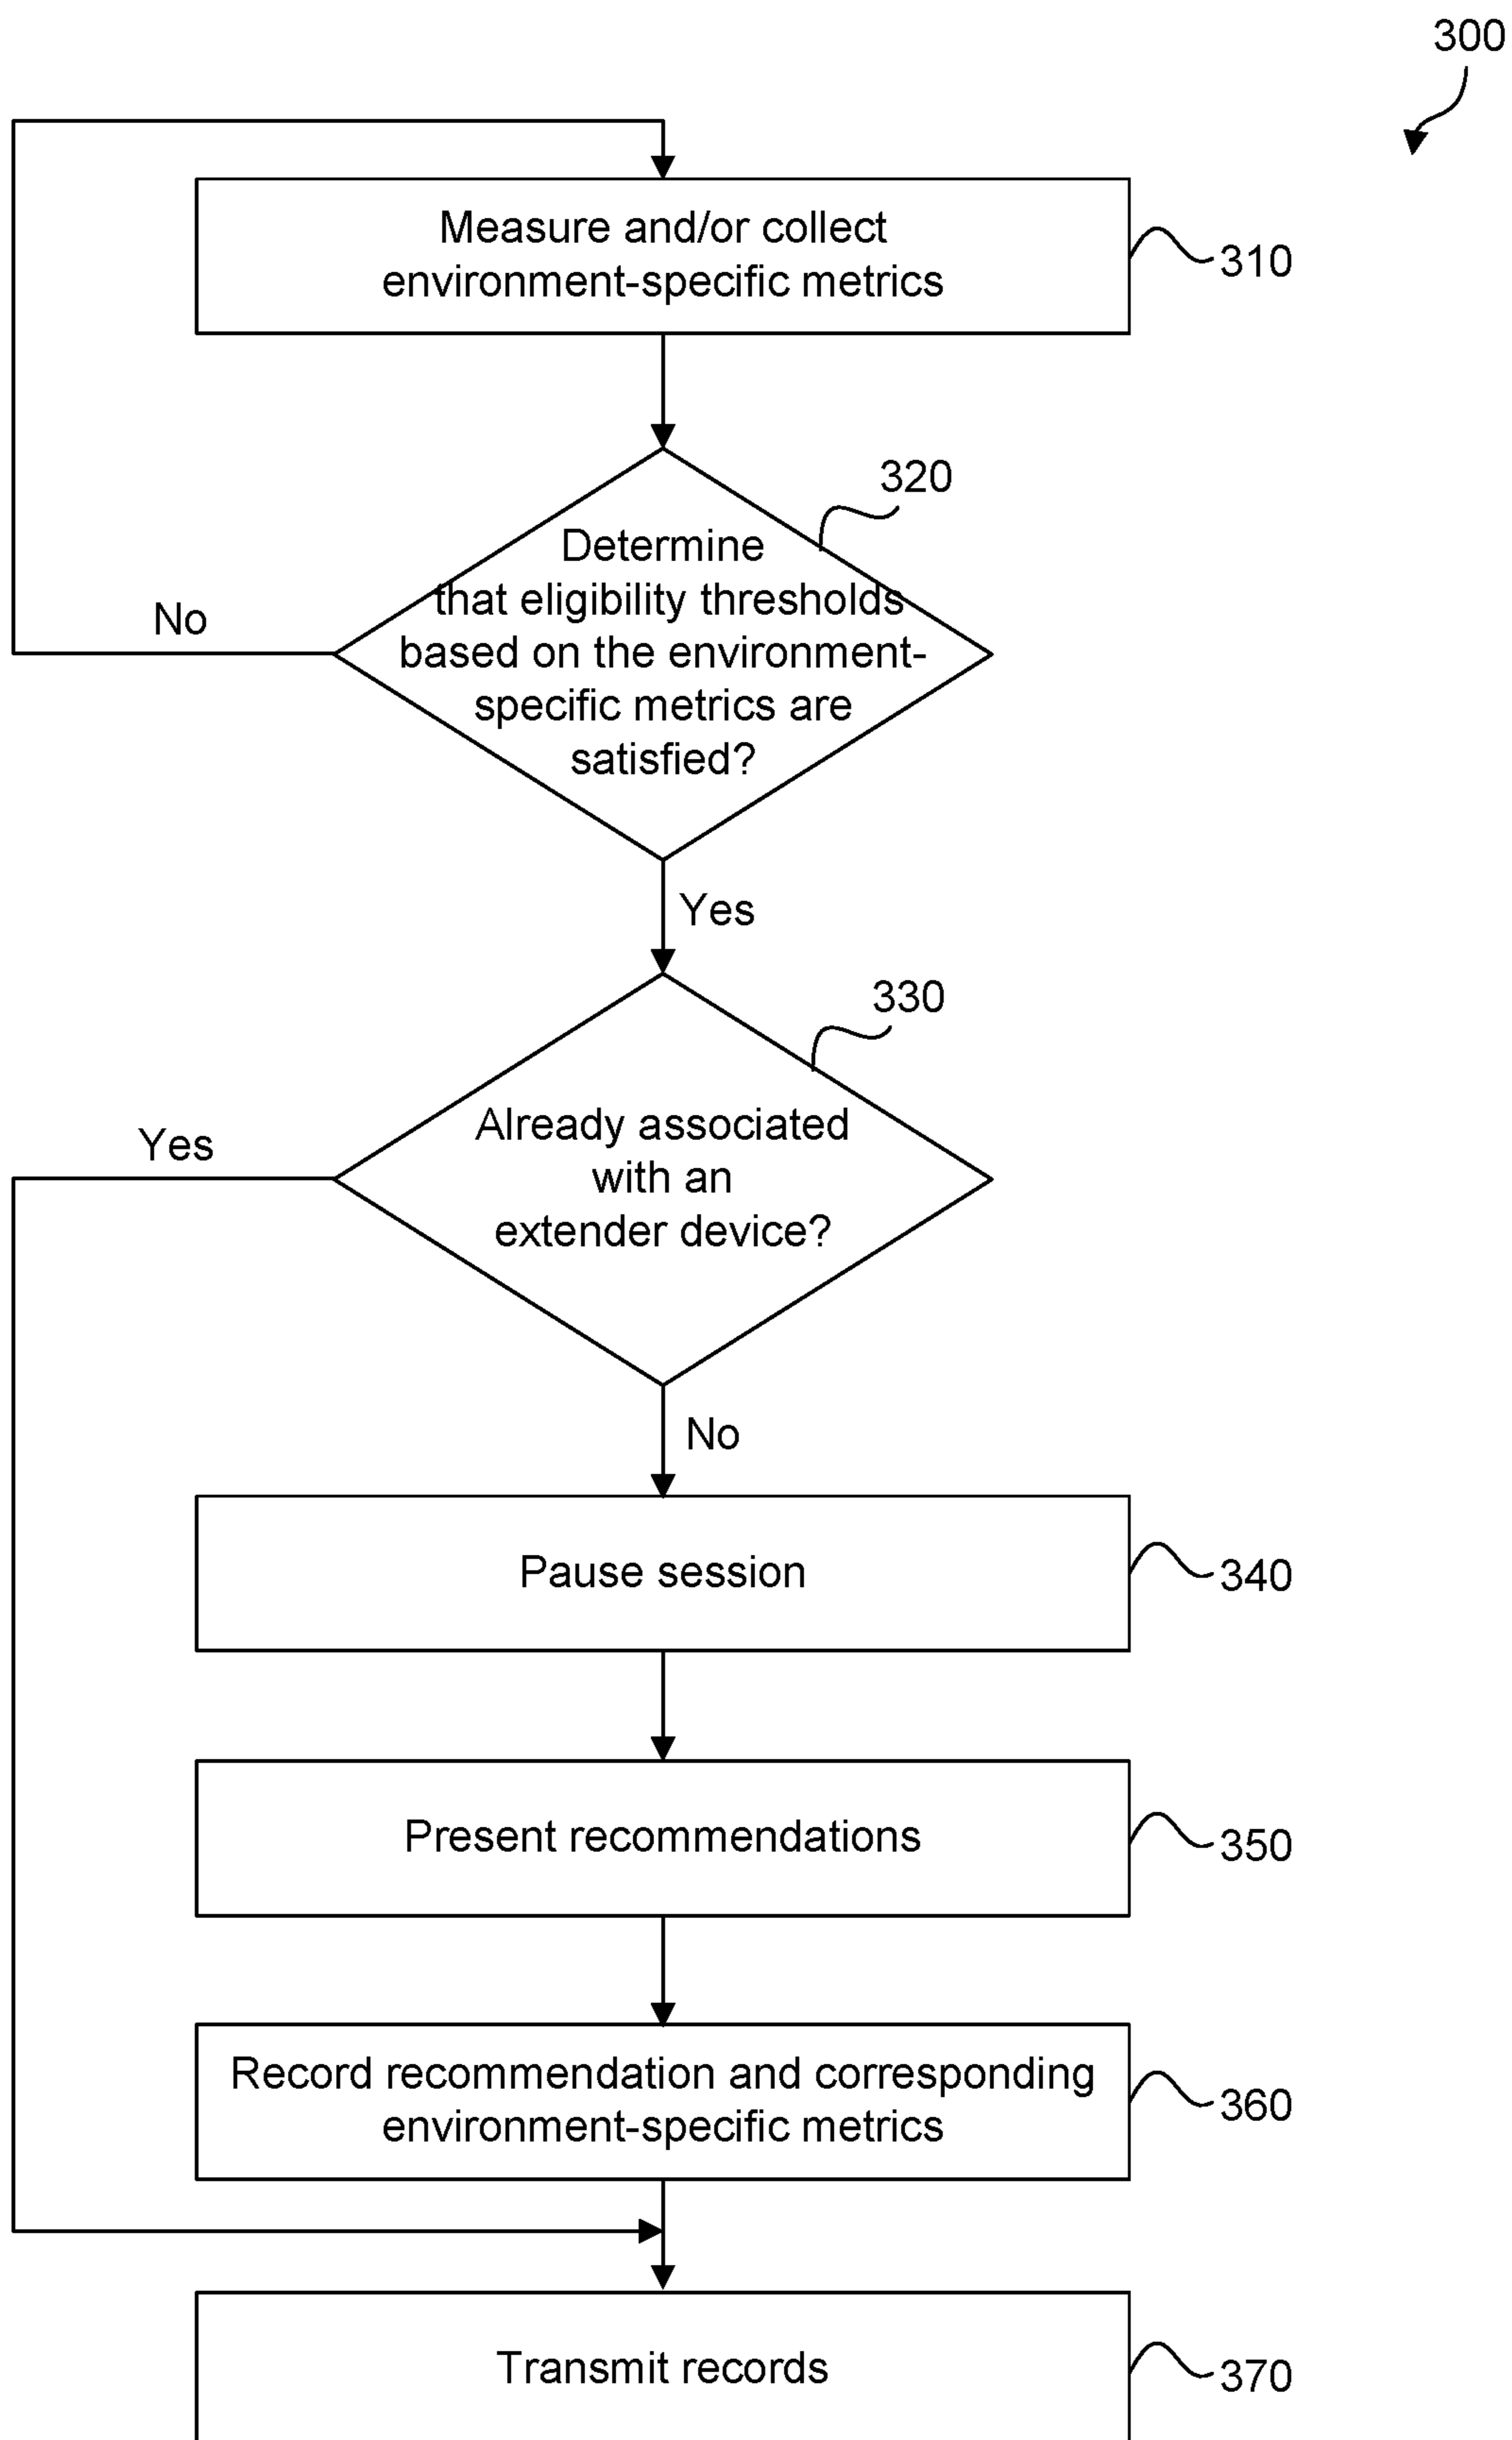 300
Measure and/or collect
environment-specific metrics
310
320
Determine
that eligibility thresholds
based on the environment-
specific metrics are
satisfied?
No
Yes
330
Already associated
with an
extender device?
Yes
No
Pause session
340
Present recommendations
350
Record recommendation and corresponding
environment-specific metrics
360
Transmit records
370